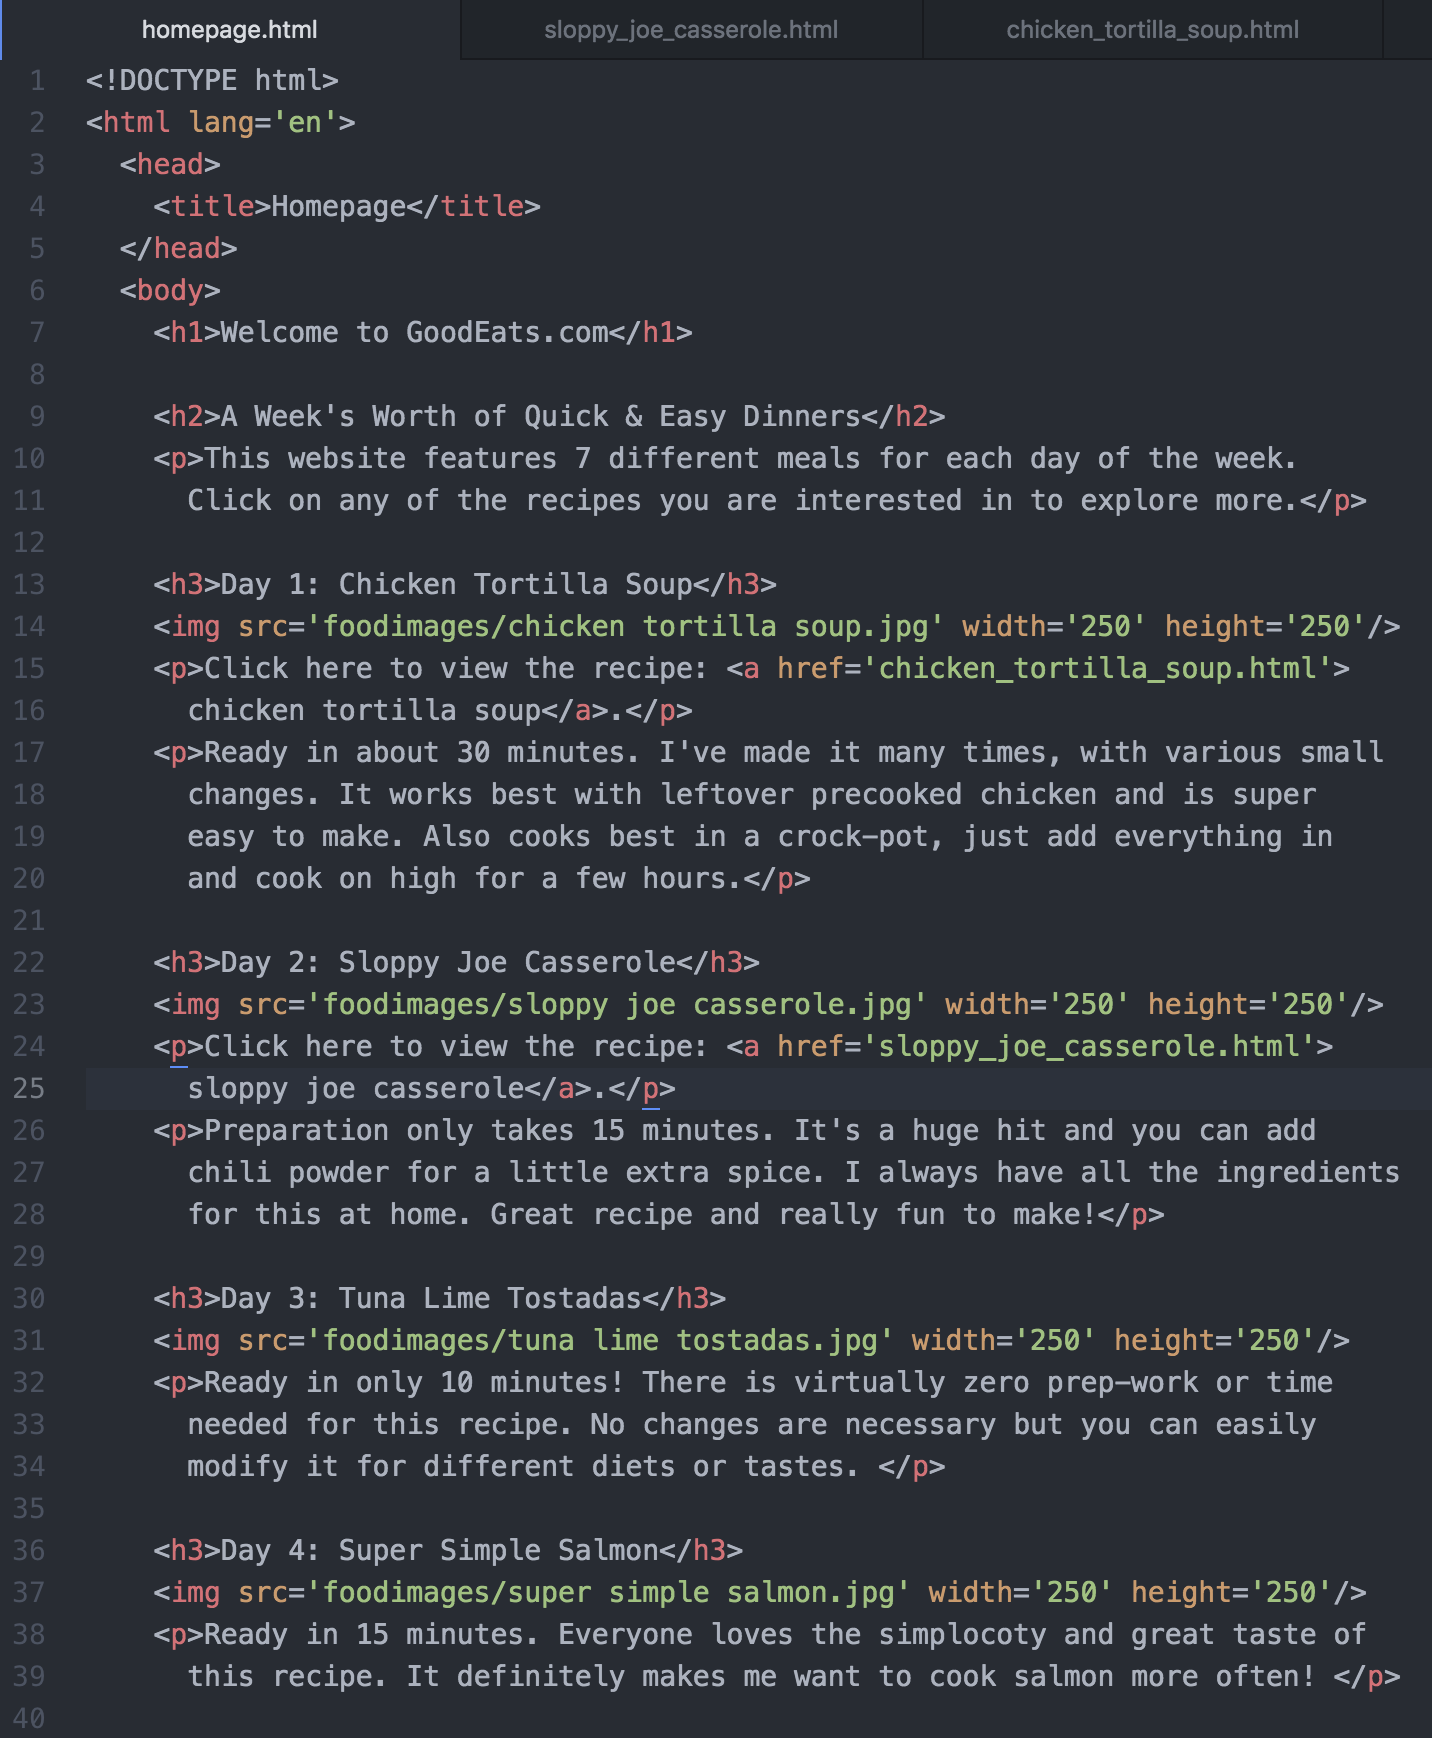 homepage.html sloppy_joe_casserole.html chicken_tortilla_soup.html
1 <!DOCTYPE html>
2 <html lang='en'>
3 <head>
4 <title>Homepage</title>
5 </head>
6 <body>
7 <h1>Welcome to GoodEats.com</h1>
8
9 <h2>A Week's Worth of Quick & Easy Dinners</h2>
10 <p>This website features 7 different meals for each day of the week.
11 Click on any of the recipes you are interested in to explore more.</p>
12
13 <h3>Day 1: Chicken Tortilla Soup</h3>
14 <img src='foodimages/chicken tortilla soup.jpg' width='250' height='250'/>
15 <p>Click here to view the recipe: <a href='chicken_tortilla_soup.html'>
16 chicken tortilla soup</a>.</p>
17 <p>Ready in about 30 minutes. I've made it many times, with various small
18 changes. It works best with leftover precooked chicken and is super
19 easy to make. Also cooks best in a crock-pot, just add everything in
20 and cook on high for a few hours.</p>
21
22 <h3>Day 2: Sloppy Joe Casserole</h3>
23 <img src='foodimages/sloppy joe casserole.jpg' width='250' height='250'/>
24 <p>Click here to view the recipe: <a href='sloppy_joe_casserole.html'>
25 sloppy joe casserole</a>.</p>
26 <p>Preparation only takes 15 minutes. It's a huge hit and you can add
27 chili powder for a little extra spice. I always have all the ingredients
28 for this at home. Great recipe and really fun to make!</p>
29
30 <h3>Day 3: Tuna Lime Tostadas</h3>
31 <img src='foodimages/tuna lime tostadas.jpg' width='250' height='250'/>
32 <p>Ready in only 10 minutes! There is virtually zero prep-work or time
33 needed for this recipe. No changes are necessary but you can easily
34 modify it for different diets or tastes. </p>
35
36 <h3>Day 4: Super Simple Salmon</h3>
37 <img src='foodimages/super simple salmon.jpg' width='250' height='250'/>
38 <p>Ready in 15 minutes. Everyone loves the simplocoty and great taste of
39 this recipe. It definitely makes me want to cook salmon more often! </p>
40